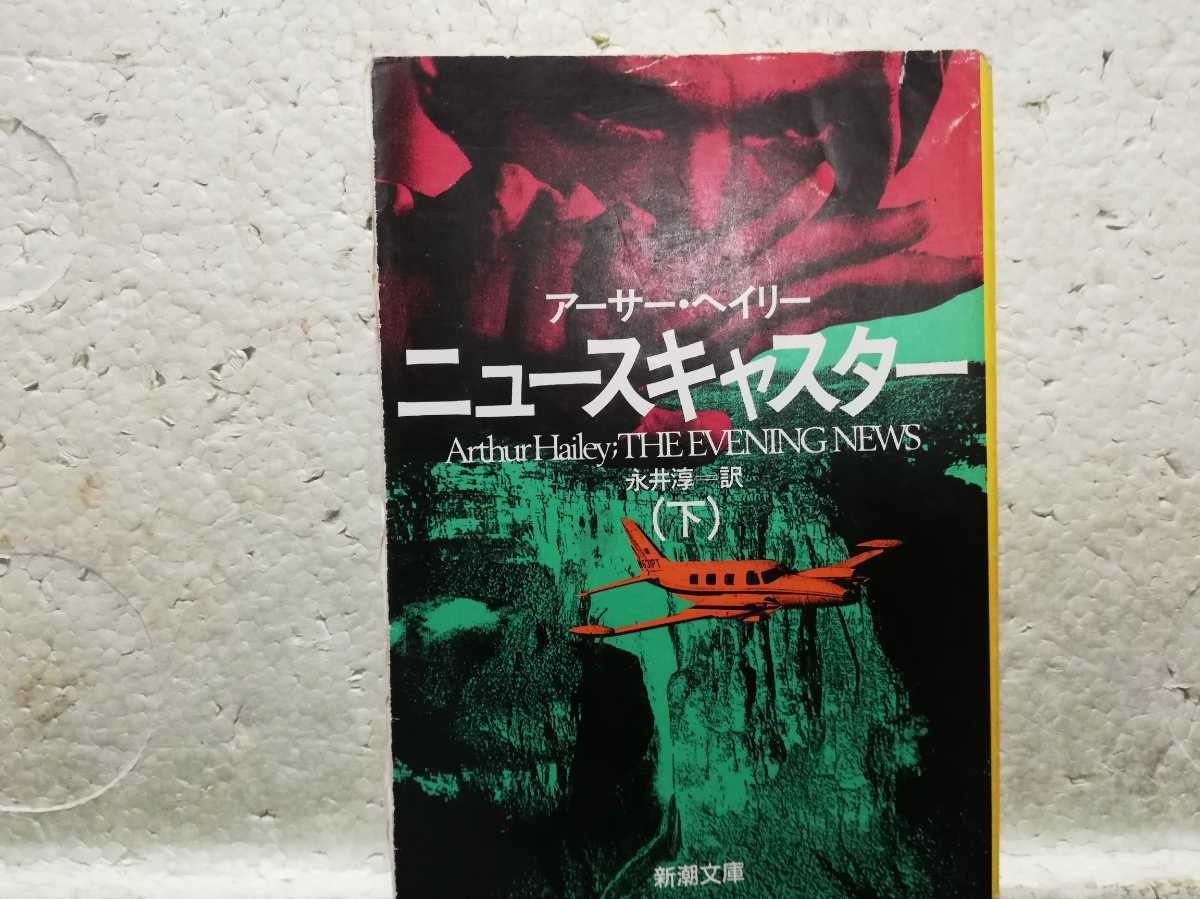 アーサー・ヘイリー
ニュースキャスター
Arthur Hailey;THE EVENING NEWS
永井淳=訳
(下)
N631PT
新潮文庫